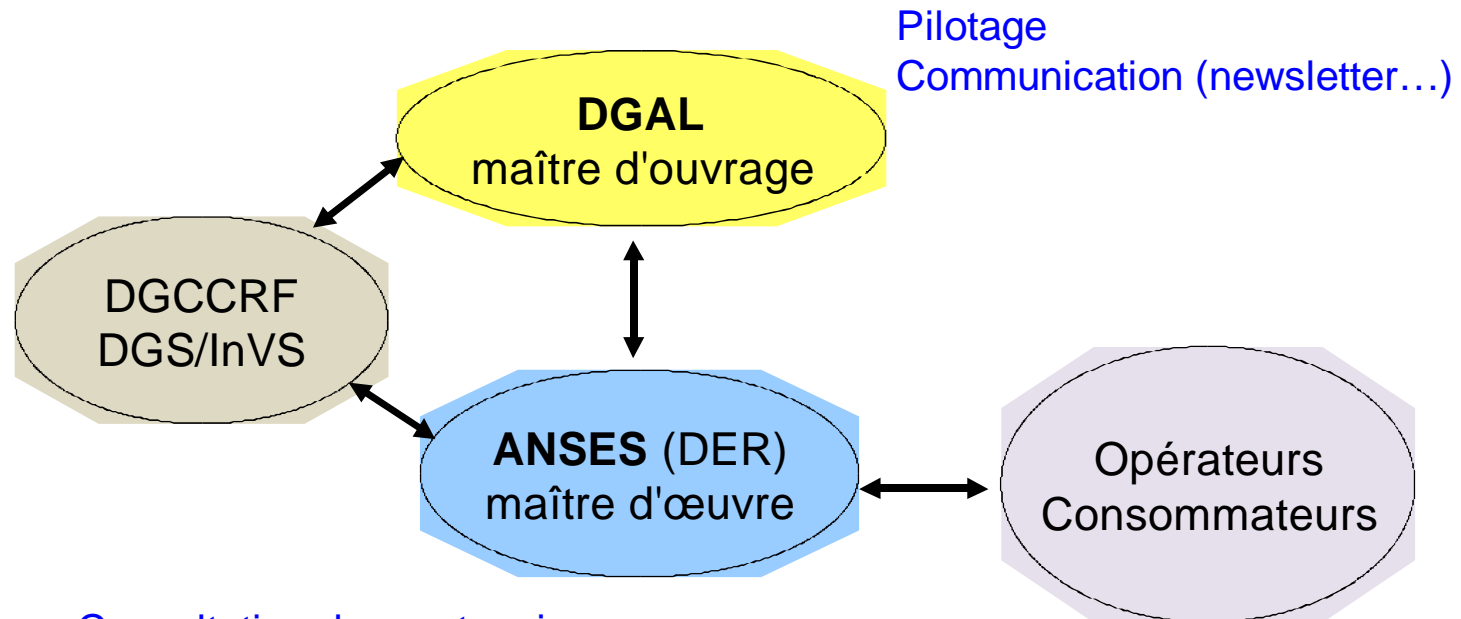 Pilotage
Communication (newsletter…)
DGAL
maître d'ouvrage
DGCCRF
DGS/InVS
ANSES (DER)
maître d'œuvre
Opérateurs
Consommateurs